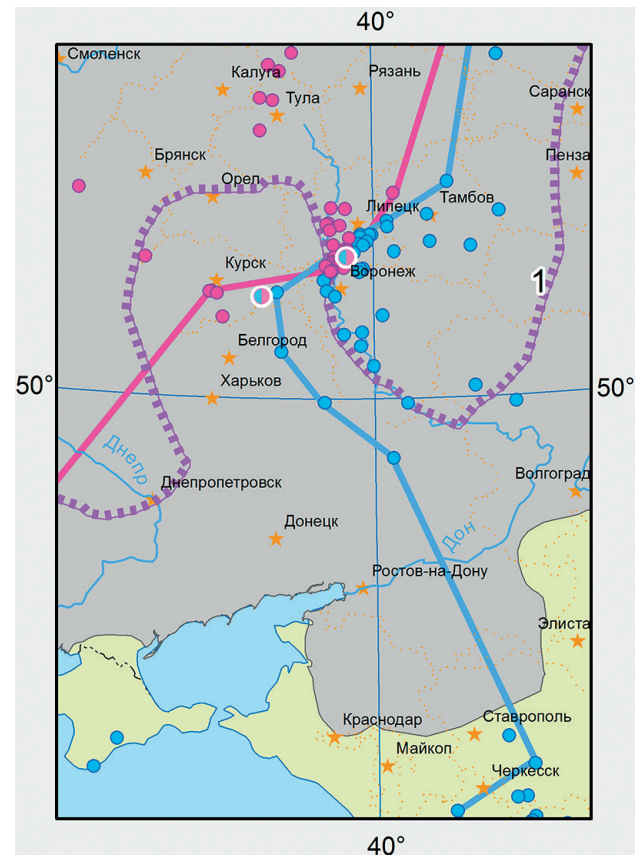 40°
Смоленск
Калуга
Рязань
Тула
Саранск
Брянск
Пенза
Орел
Липецк
Тамбов
Курск
Воронеж
1
Белгород
50°
Харьков
50°
Днепр
Днепропетровск
Волгоград
Донецк
Дон
Ростов-на-Дону
Элиста
Краснодар
Ставрополь
Майкоп
Черкесск
40°